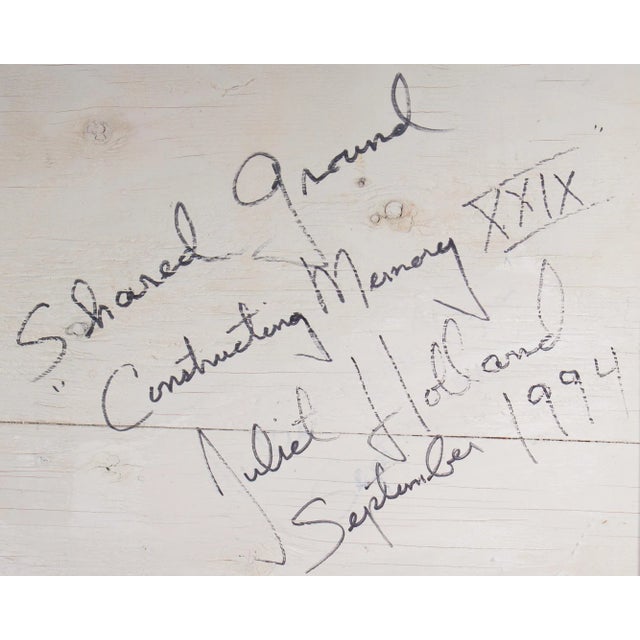 "Shared Ground
Constructing Memory XXIX"
Juliet Holland
September 1994